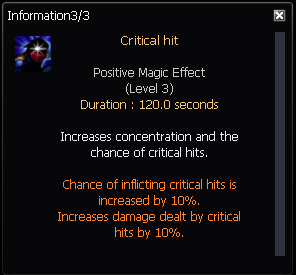 Information3/3
Critical hit
Positive Magic Effect
(Level 3)
Duration : 120.0 seconds
Increases concentration and the
chance of critical hits.
Chance of inflicting critical hits is
increased by 10%.
Increases damage dealt by critical
hits by 10%.